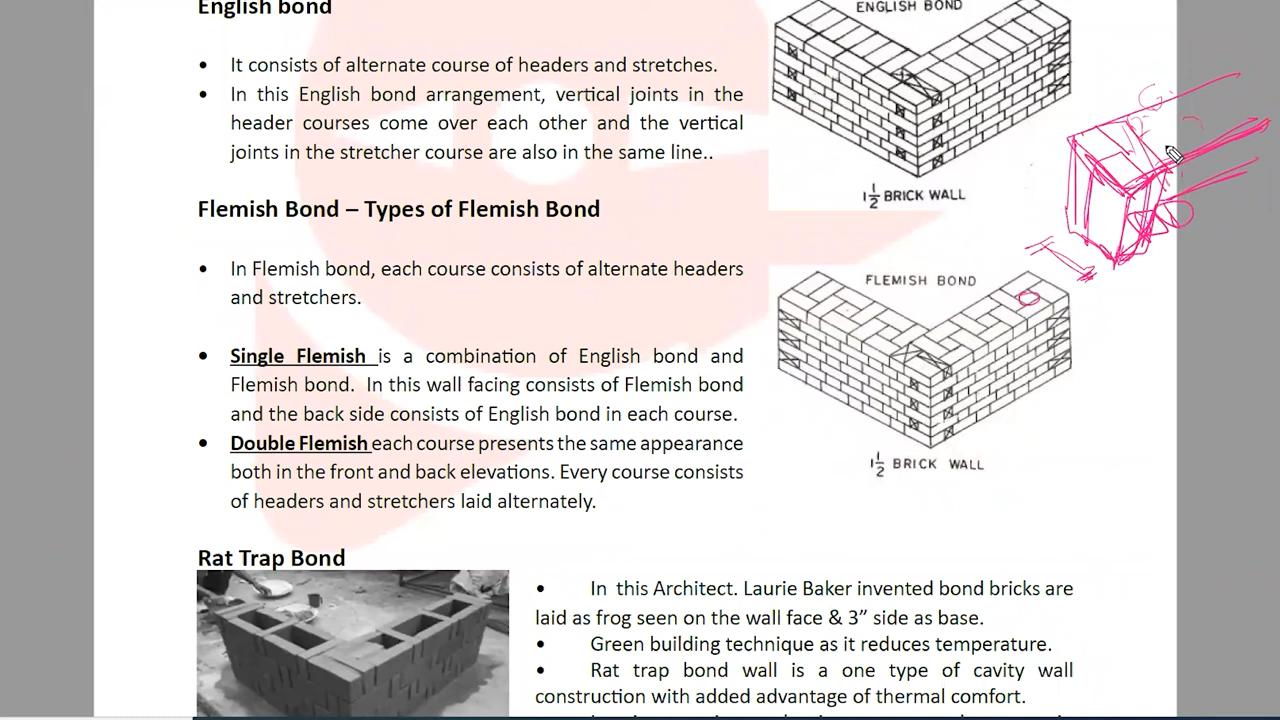 English bond
ENGLISH BOND
• It consists of alternate course of headers and stretches.
• In this English bond arrangement, vertical joints in the
header courses come over each other and the vertical
joints in the stretcher course are also in the same line..
1 1/2 BRICK WALL
Flemish Bond – Types of Flemish Bond
• In Flemish bond, each course consists of alternate headers
and stretchers.
FLEMISH BOND
• Single Flemish is a combination of English bond and
Flemish bond. In this wall facing consists of Flemish bond
and the back side consists of English bond in each course.
• Double Flemish each course presents the same appearance
both in the front and back elevations. Every course consists
of headers and stretchers laid alternately.
1 1/2 BRICK WALL
Rat Trap Bond
• In this Architect. Laurie Baker invented bond bricks are
laid as frog seen on the wall face & 3” side as base.
• Green building technique as it reduces temperature.
• Rat trap bond wall is a one type of cavity wall
construction with added advantage of thermal comfort.